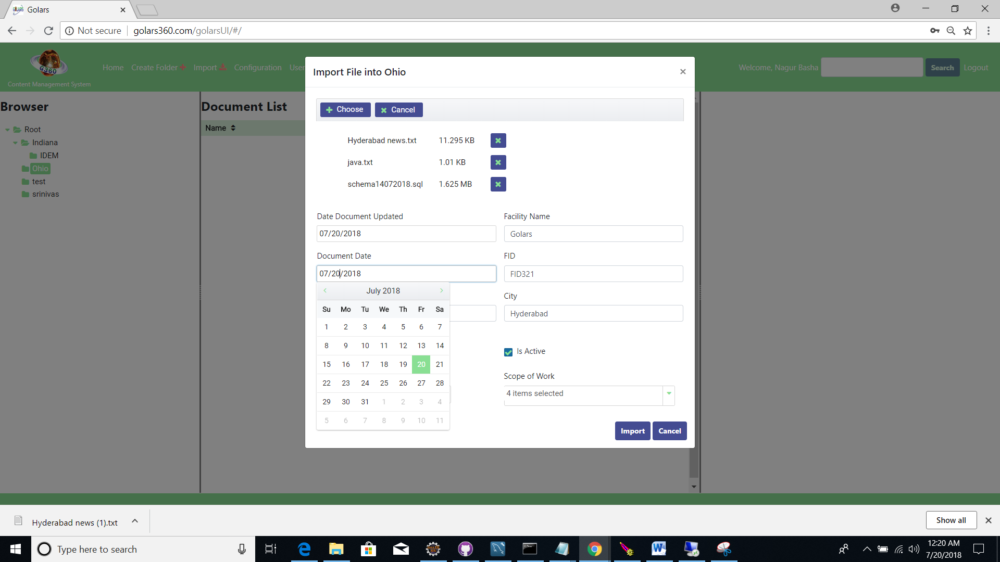 Golars
Not secure
golars360.com/golarsUI/#/
G360
Content Management System
Home
Create Folder
Import
Configuration
User
Welcome, Nagur Basha
Search
Logout
Browser
Root
Indiana
IDEM
Ohio
test
srinivas
Document List
Name
Import File into Ohio
Choose
Cancel
Hyderabad news.txt 11.295 KB
java.txt 1.01 KB
schema14072018.sql 1.625 MB
Date Document Updated
07/20/2018
Facility Name
Golars
Document Date
07/20/2018
FID
FID321
July 2018
Su Mo Tu We Th Fr Sa
1 2 3 4 5 6 7
8 9 10 11 12 13 14
15 16 17 18 19 20 21
22 23 24 25 26 27 28
29 30 31 1 2 3 4
5 6 7 8 9 10 11
City
Hyderabad
Is Active
Scope of Work
4 items selected
Import
Cancel
Hyderabad news (1).txt
Show all
Type here to search
12:20 AM
7/20/2018